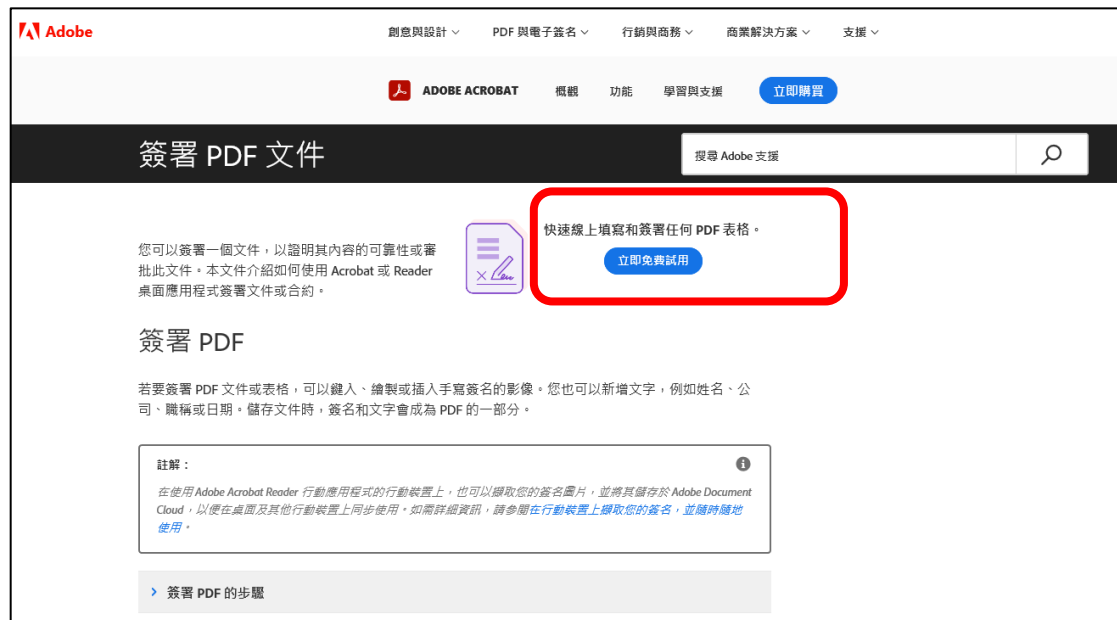 Adobe
創意與設計 PDF 與電子簽名 行銷與商務 商業解決方案 支援
ADOBE ACROBAT 概觀 功能 學習與支援 立即購買
簽署 PDF 文件
搜尋 Adobe 支援
快速線上填寫和簽署任何 PDF 表格。
立即免費試用
您可以簽署一個文件，以證明其內容的可靠性或審
批此文件。本文件介紹如何使用 Acrobat 或 Reader
桌面應用程式簽署文件或合約。
簽署 PDF
若要簽署 PDF 文件或表格，可以鍵入、繪製或插入手寫簽名的影像。您也可以新增文字，例如姓名、公
司、職稱或日期。儲存文件時，簽名和文字會成為 PDF 的一部分。
註解：
在使用 Adobe Acrobat Reader 行動應用程式的行動裝置上，也可以擷取您的簽名圖片，並將其儲存於 Adobe Document
Cloud，以便在桌面及其他行動裝置上同步使用。如需詳細資訊，請參閱在行動裝置上擷取您的簽名，並隨時隨地
使用。
簽署 PDF 的步驟